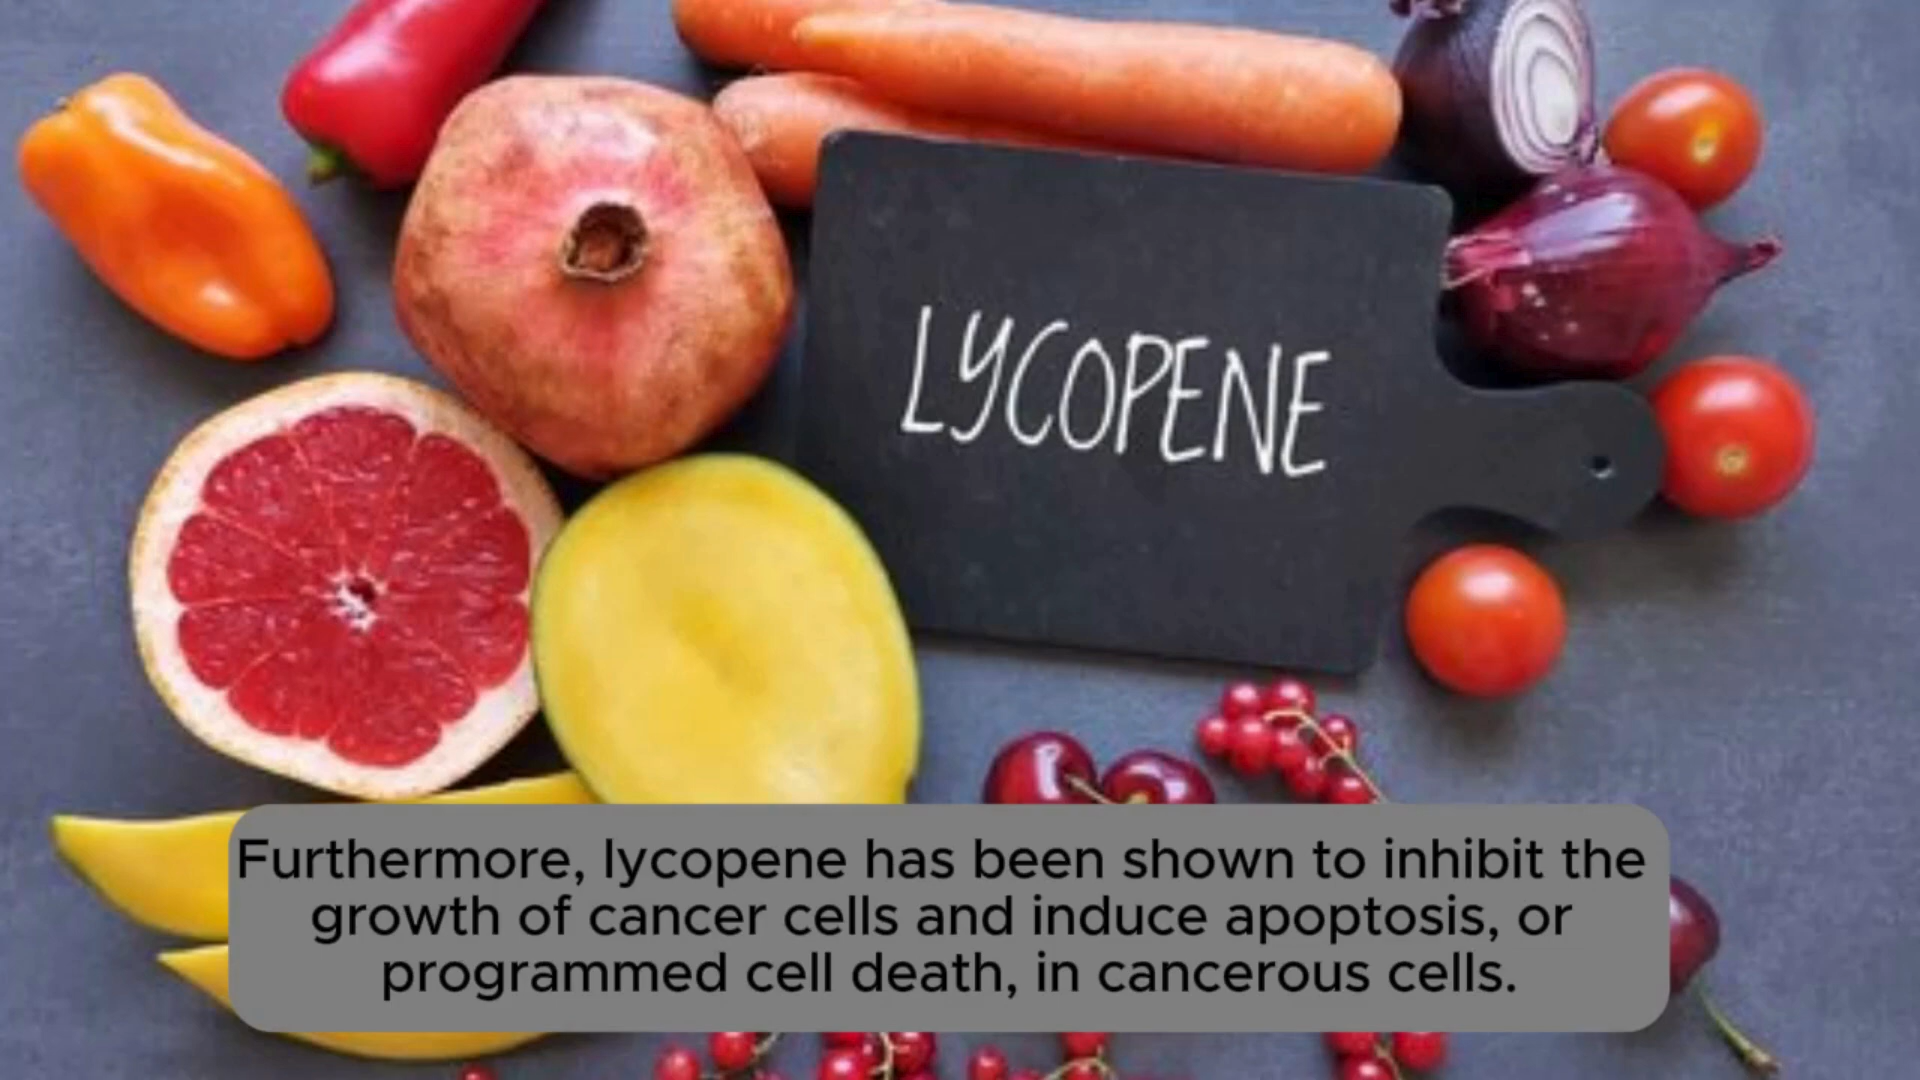 LYCOPENE
Furthermore, lycopene has been shown to inhibit the
growth of cancer cells and induce apoptosis, or
programmed cell death, in cancerous cells.